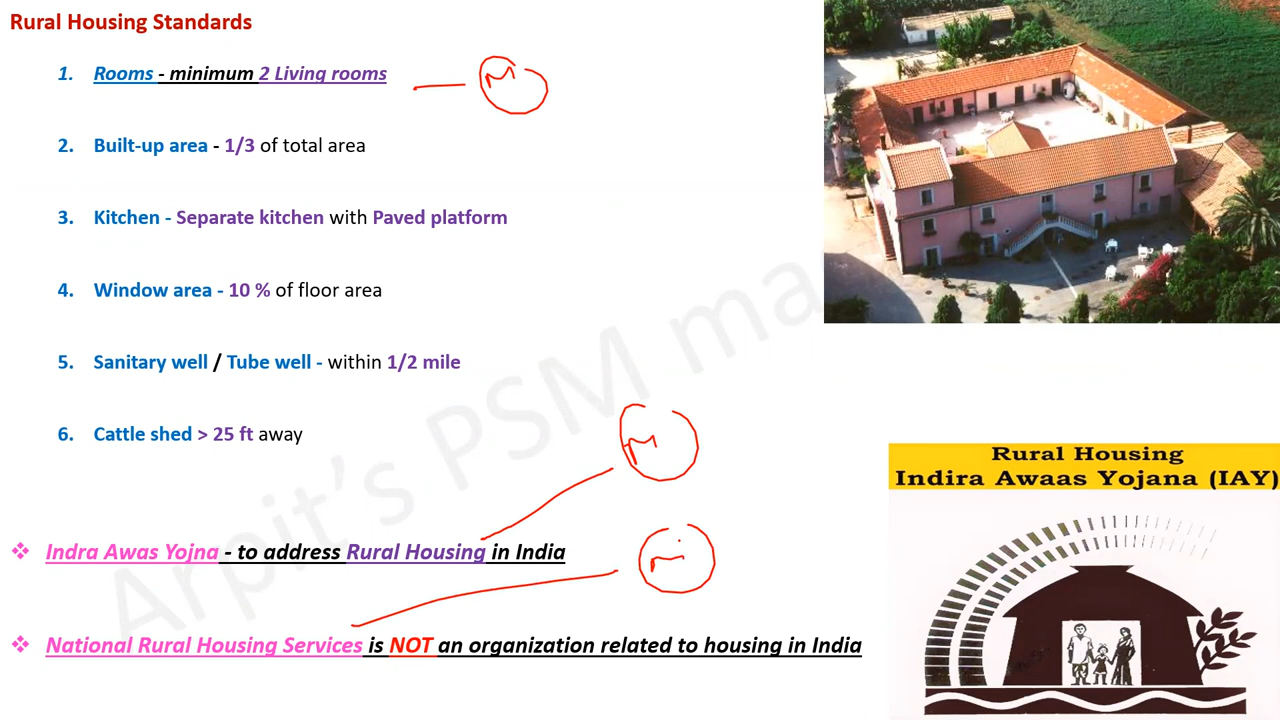 Rural Housing Standards
1. Rooms - minimum 2 Living rooms
M
2. Built-up area - 1/3 of total area
3. Kitchen - Separate kitchen with Paved platform
4. Window area - 10 % of floor area
5. Sanitary well / Tube well - within 1/2 mile
6. Cattle shed > 25 ft away
M
Rural Housing
Indira Awaas Yojana (IAY)
❖ Indra Awas Yojna - to address Rural Housing in India
M
❖ National Rural Housing Services is NOT an organization related to housing in India
Arpit's PSM ma